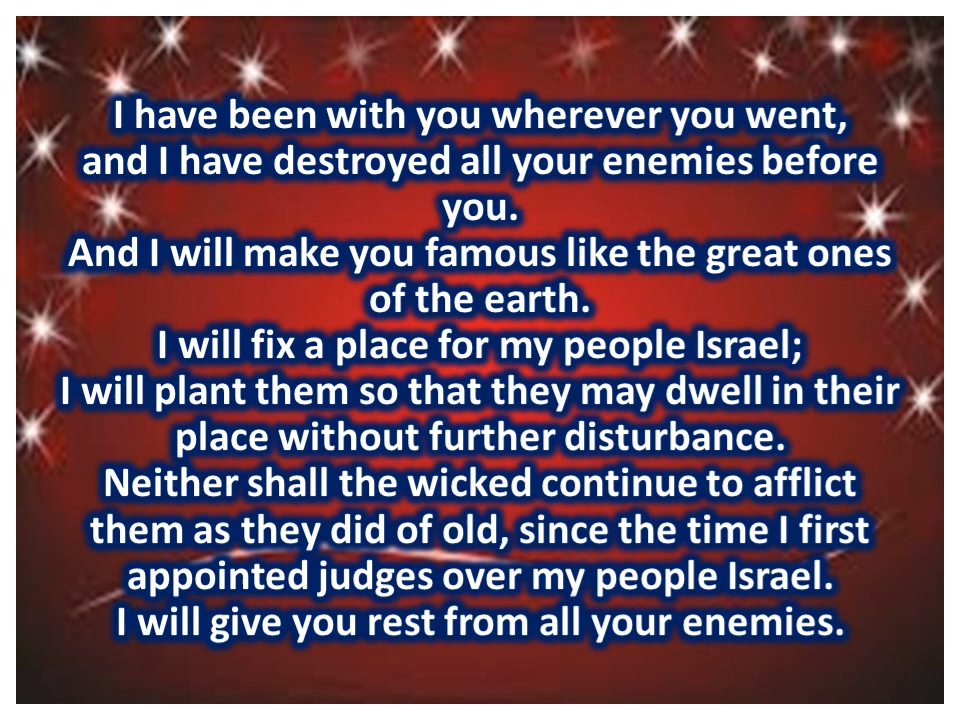 I have been with you wherever you went,
and I have destroyed all your enemies before
you.
And I will make you famous like the great ones
of the earth.
I will fix a place for my people Israel;
I will plant them so that they may dwell in their
place without further disturbance.
Neither shall the wicked continue to afflict
them as they did of old, since the time I first
appointed judges over my people Israel.
I will give you rest from all your enemies.